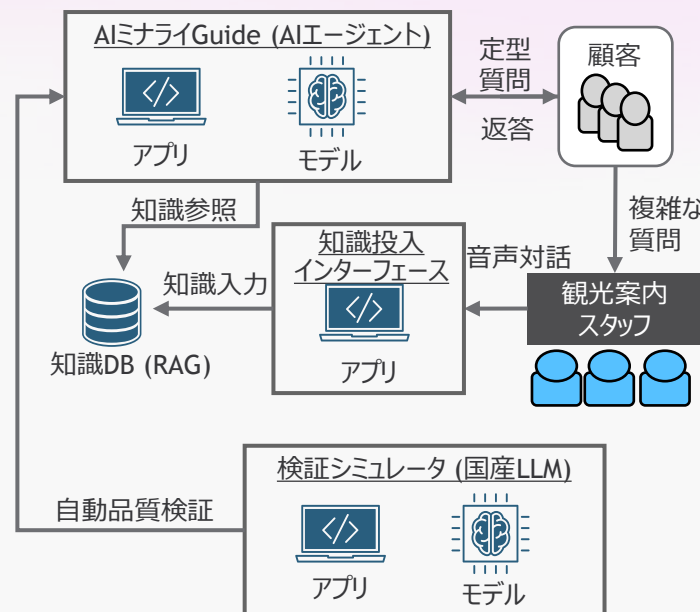 AIミナライGuide (AIエージェント)
アプリ
モデル
定型
質問
返答
顧客
知識参照
複雑な
質問
知識投入
インターフェース
アプリ
音声対話
知識入力
観光案内
スタッフ
知識DB (RAG)
検証シミュレータ (国産LLM)
自動品質検証
アプリ
モデル